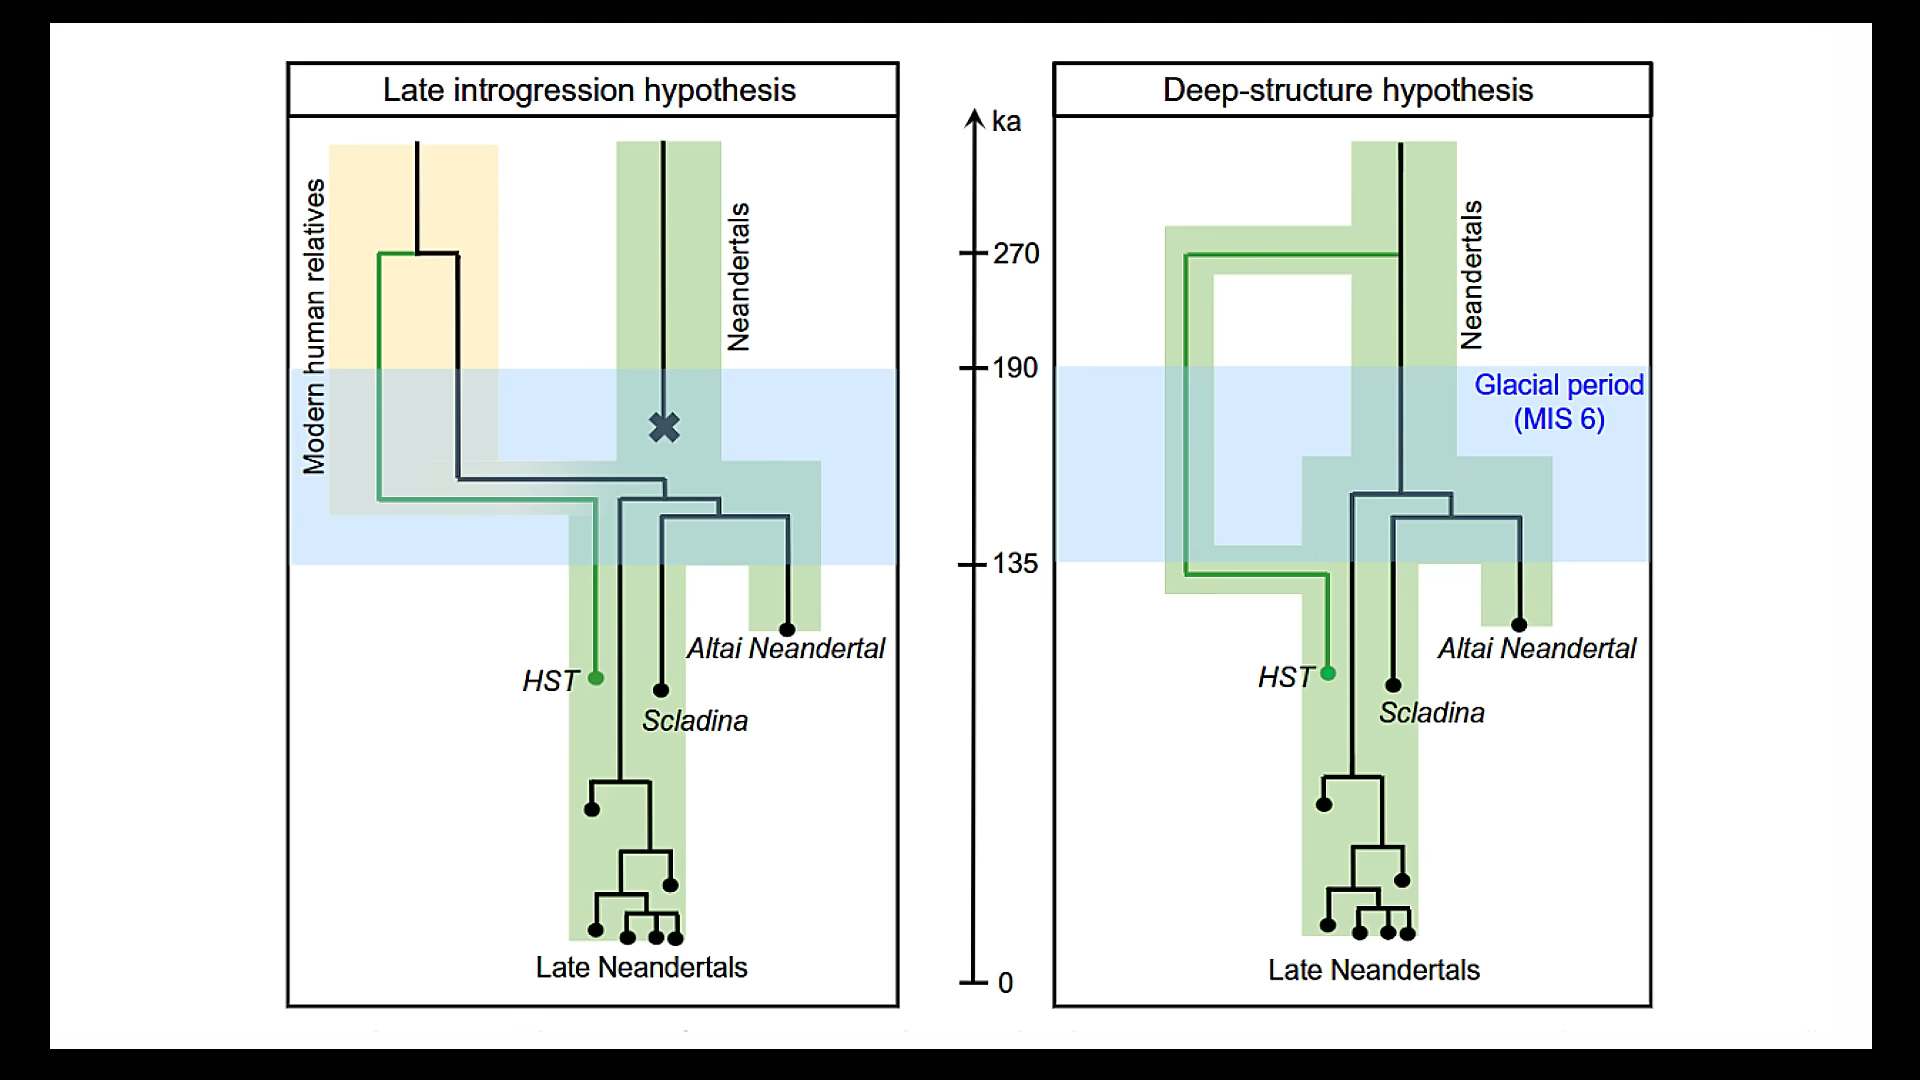 Late introgression hypothesis
Modern human relatives
Neandertals
HST
Altai Neandertal
Scladina
Late Neandertals
ka
270
190
135
0
Deep-structure hypothesis
Neandertals
Glacial period
(MIS 6)
HST
Altai Neandertal
Scladina
Late Neandertals